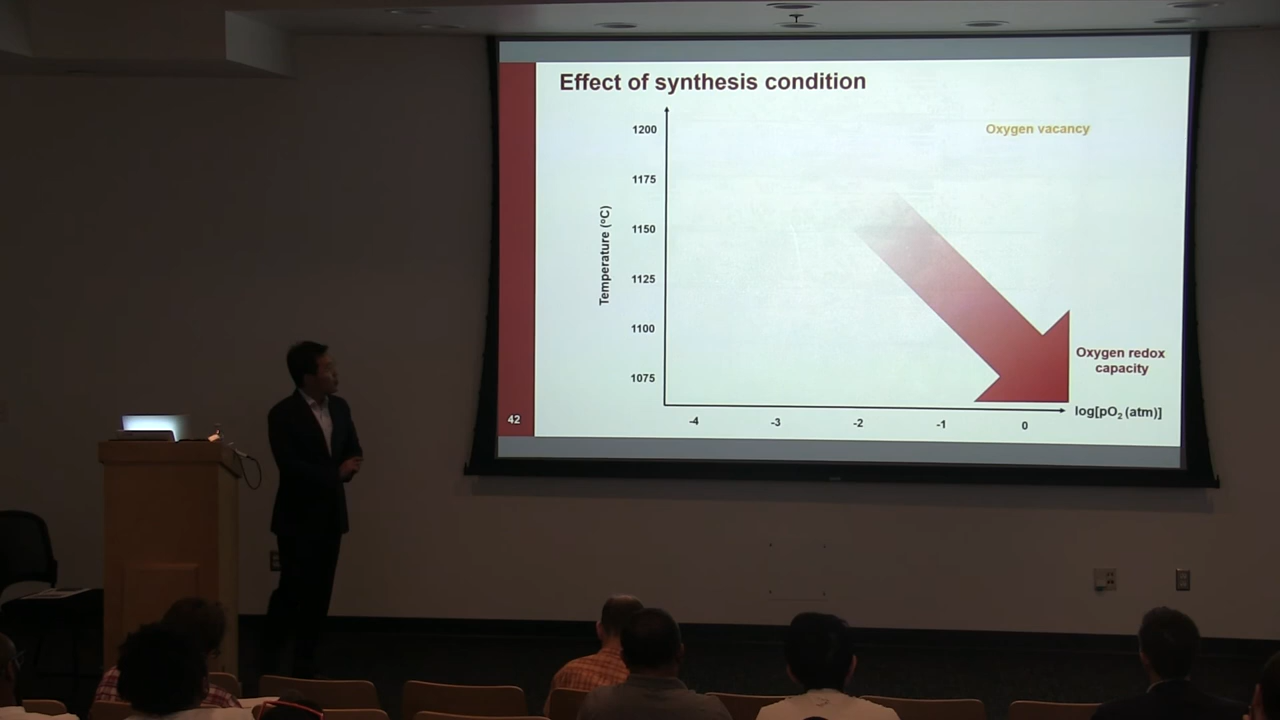 Effect of synthesis condition
1200
Oxygen vacancy
1175
1150
Temperature (ºC)
1125
1100
Oxygen redox
capacity
1075
log[pO₂ (atm)]
-4 -3 -2 -1 0
42